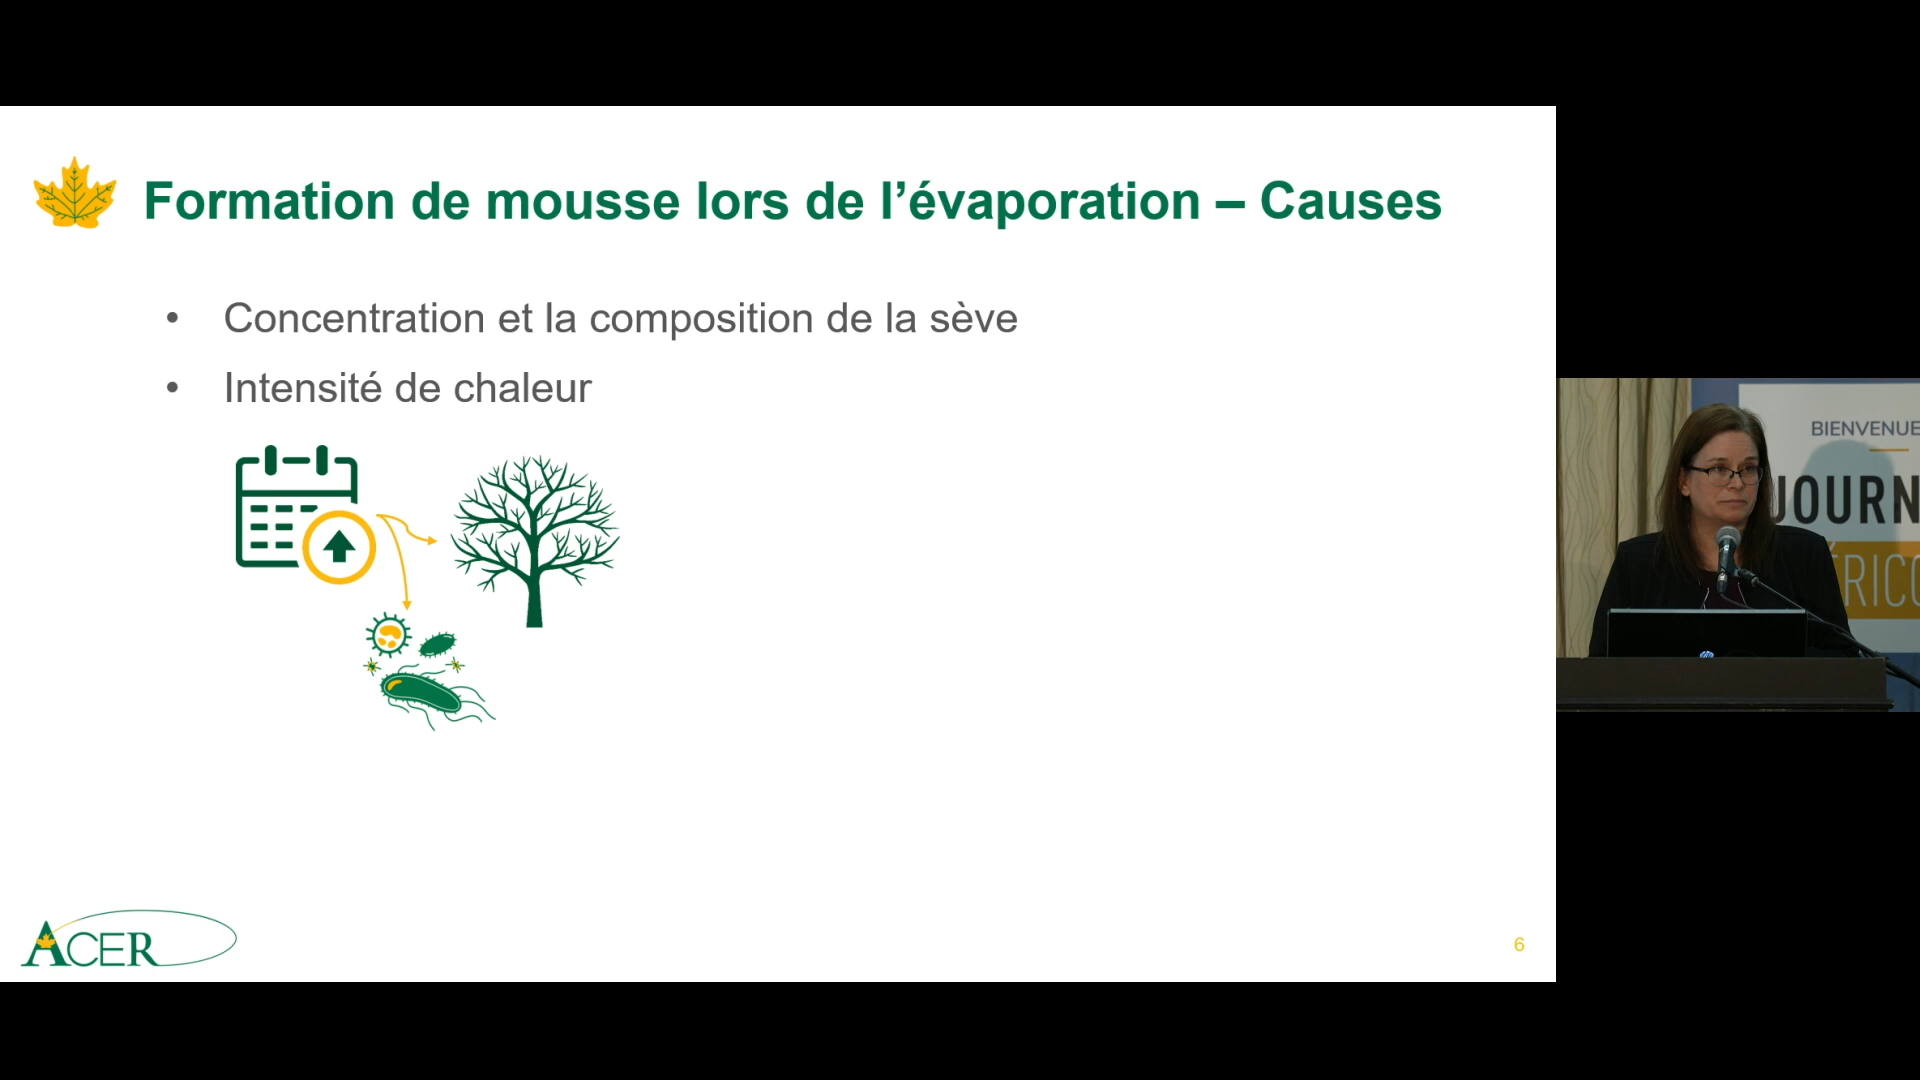 Formation de mousse lors de l’évaporation – Causes
• Concentration et la composition de la sève
• Intensité de chaleur
ACER
6
BIENVENUE
JOURN
RICO